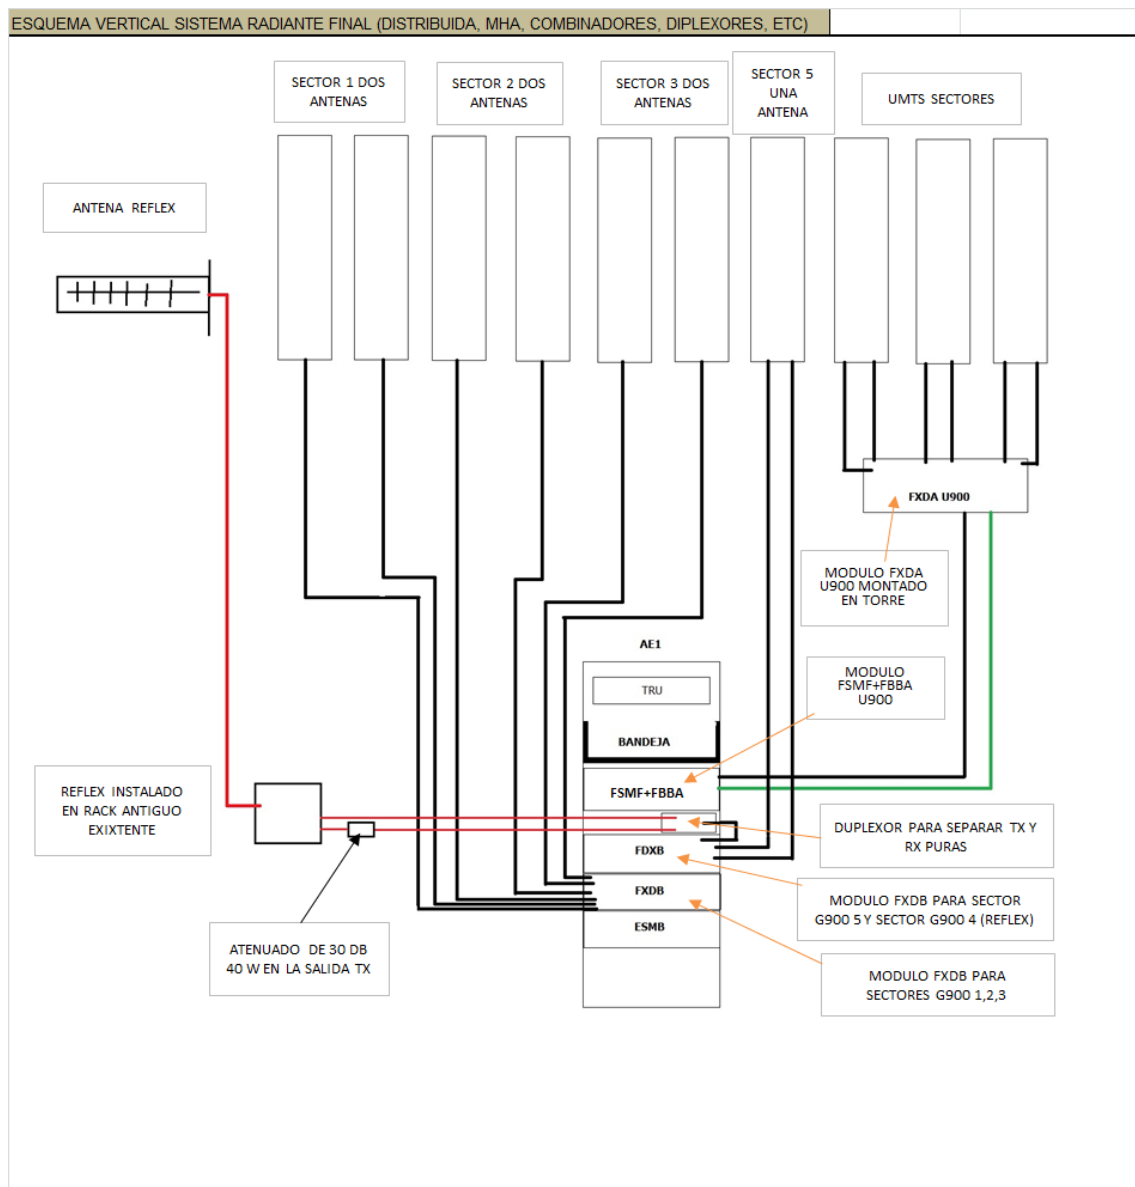 ESQUEMA VERTICAL SISTEMA RADIANTE FINAL (DISTRIBUIDA, MHA, COMBINADORES, DIPLEXORES, ETC)
SECTOR 1 DOS
ANTENAS
SECTOR 2 DOS
ANTENAS
SECTOR 3 DOS
ANTENAS
SECTOR 5
UNA
ANTENA
UMTS SECTORES
ANTENA REFLEX
FXDA U900
MODULO FXDA
U900 MONTADO
EN TORRE
AE1
TRU
BANDEJA
MODULO
FSMF+FBBA
U900
FSMF+FBBA
REFLEX INSTALADO
EN RACK ANTIGUO
EXIXTENTE
DUPLEXOR PARA SEPARAR TX Y
RX PURAS
FDXB
FXDB
MODULO FXDB PARA SECTOR
G900 5 Y SECTOR G900 4 (REFLEX)
ESMB
ATENUADO DE 30 DB
40 W EN LA SALIDA TX
MODULO FXDB PARA
SECTORES G900 1,2,3